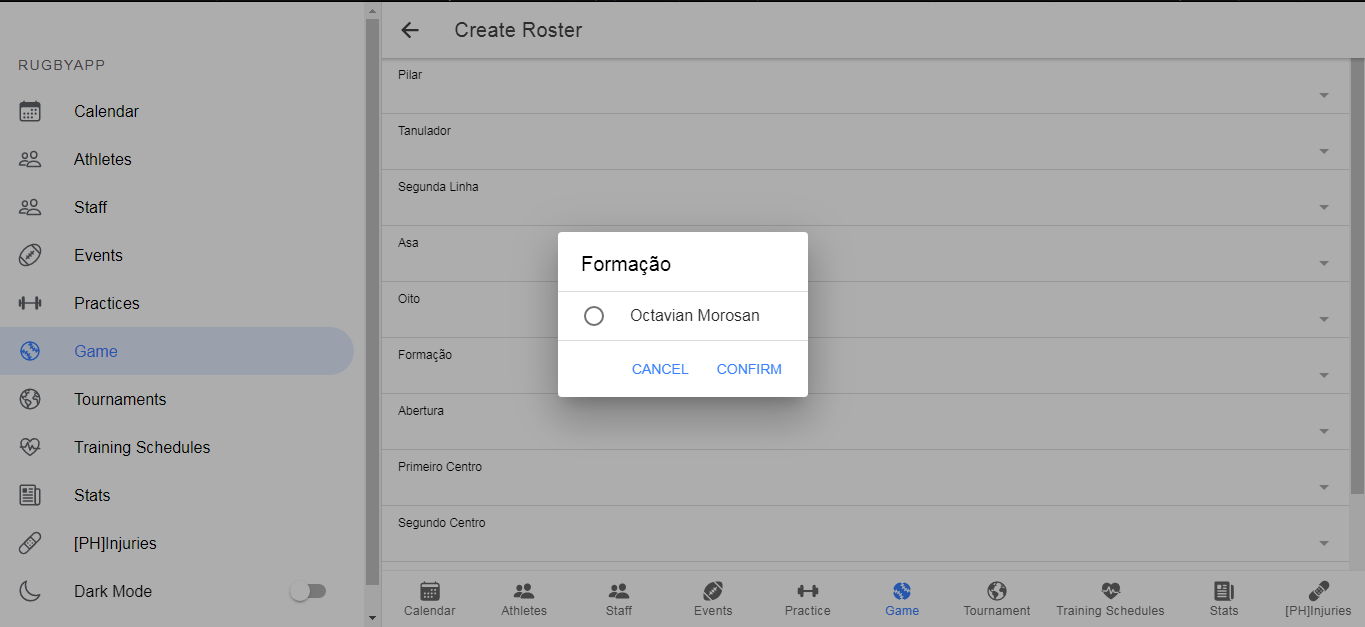 RUGBYAPP
Calendar
Athletes
Staff
Events
Practices
Game
Tournaments
Training Schedules
Stats
[PH]Injuries
Dark Mode
Create Roster
Pilar
Tanulador
Segunda Linha
Asa
Oito
Formação
Abertura
Primeiro Centro
Segundo Centro
Formação
Octavian Morosan
CANCEL CONFIRM
Calendar Athletes Staff Events Practice Game Tournament Training Schedules Stats [PH]Injuries